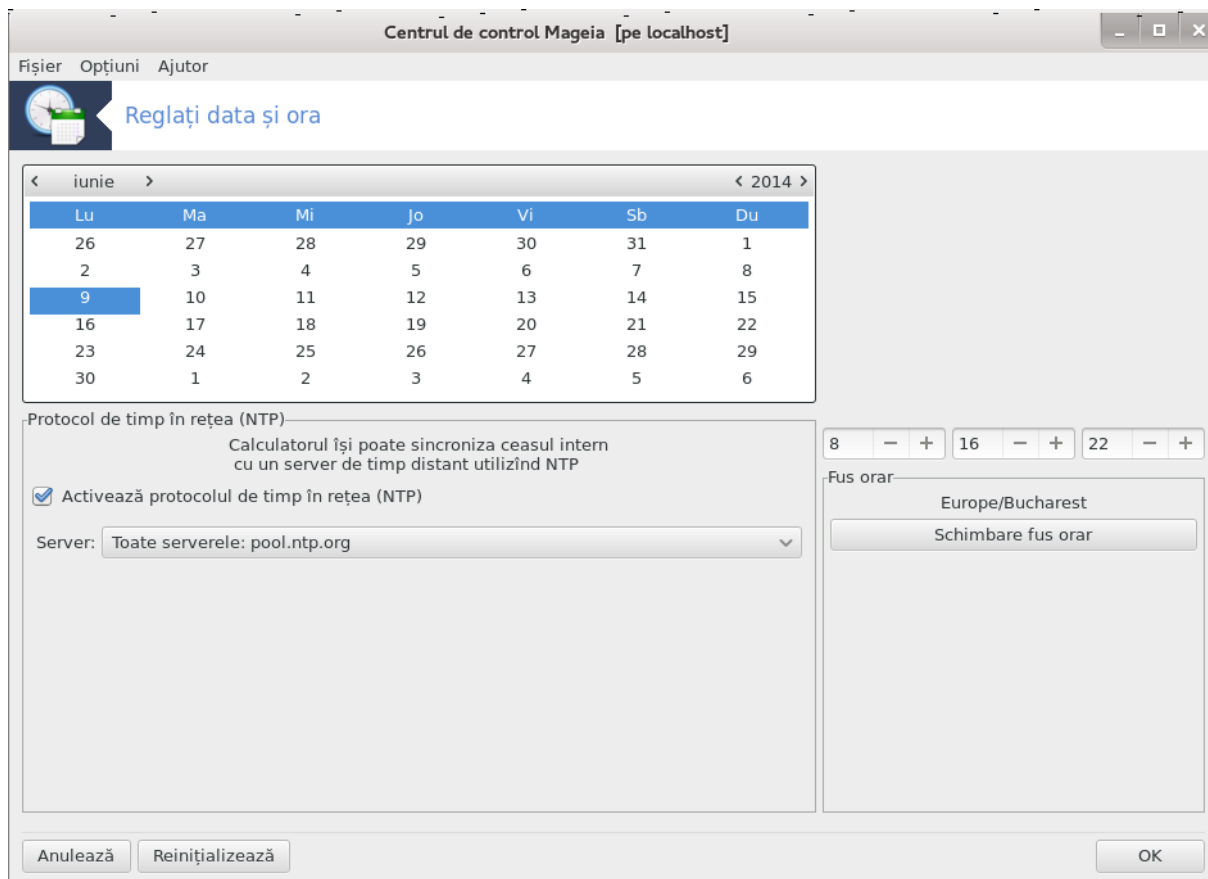 Centrul de control Mageia [pe localhost]
Fișier Opțiuni Ajutor
Reglați data și ora
< iunie > < 2014 >
Lu Ma Mi Jo Vi Sb Du
26 27 28 29 30 31 1
2 3 4 5 6 7 8
9 10 11 12 13 14 15
16 17 18 19 20 21 22
23 24 25 26 27 28 29
30 1 2 3 4 5 6
Protocol de timp în rețea (NTP)
Calculatorul își poate sincroniza ceasul intern
cu un server de timp distant utilizînd NTP
Activează protocolul de timp în rețea (NTP)
Server: Toate serverele: pool.ntp.org
8 − + 16 − + 22 − +
Fus orar
Europe/Bucharest
Schimbare fus orar
Anulează Reinițializează OK